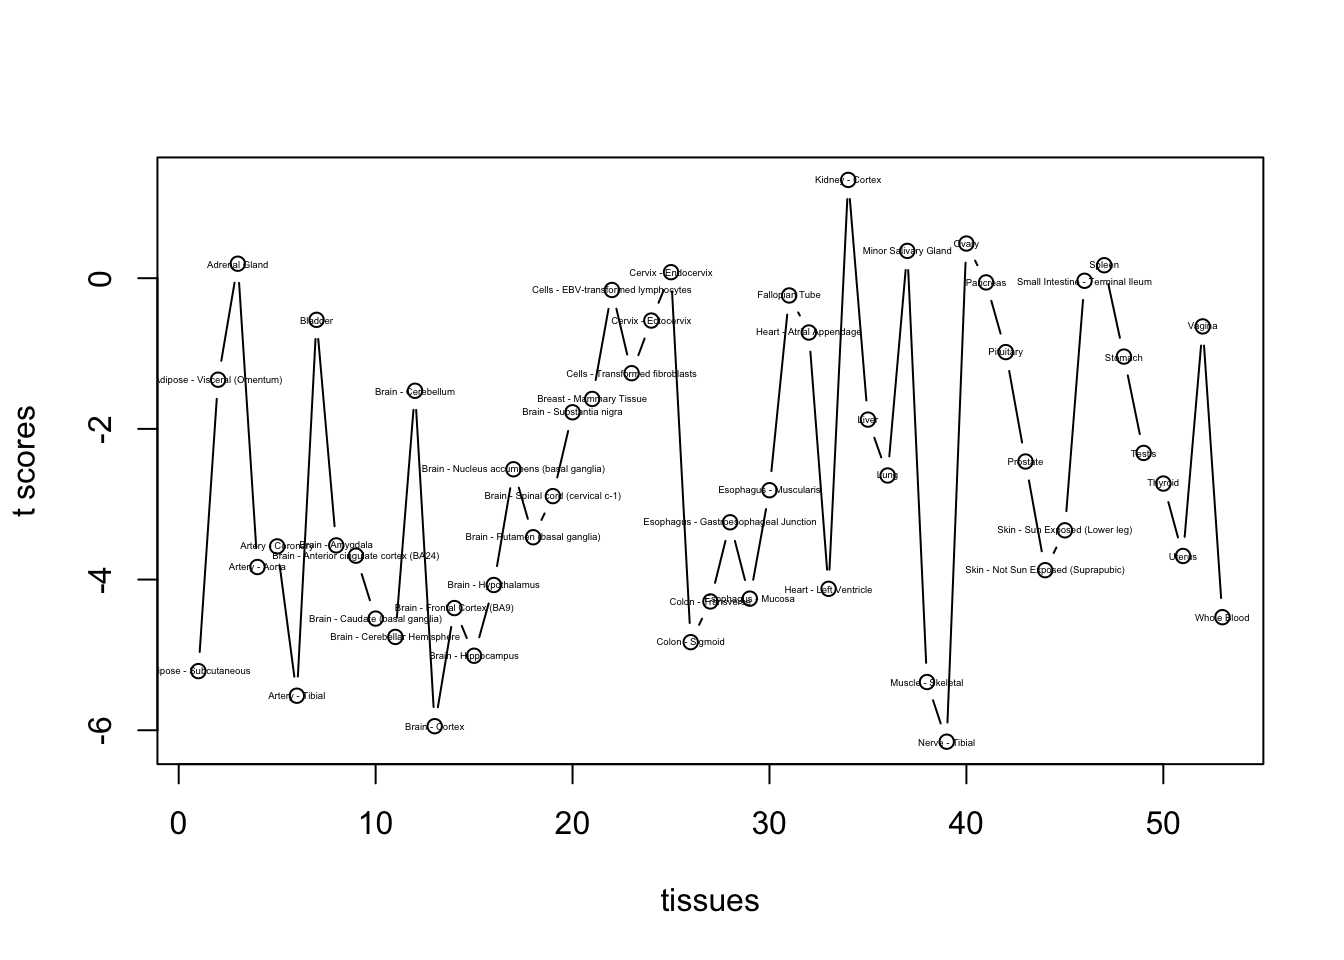 Kidney - Cortex
Ovary
Minor Salivary Gland
Adrenal Gland
Spleen
Cervix - Endocervix
Small Intestine - Terminal Ileum
Pancreas
Cells - EBV-transformed lymphocytes
Fallopian Tube
Bladder
Cervix - Ectocervix
Vagina
Heart - Atrial Appendage
Pituitary
Stomach
Cells - Transformed fibroblasts
Adipose - Visceral (Omentum)
Brain - Cerebellum
Breast - Mammary Tissue
Brain - Substantia nigra
Liver
Testis
Prostate
Brain - Nucleus accumbens (basal ganglia)
Lung
Thyroid
Esophagus - Muscularis
Brain - Spinal cord (cervical c-1)
Esophagus - Gastroesophageal Junction
Skin - Sun Exposed (Lower leg)
Brain - Putamen (basal ganglia)
Artery - Coronary
Brain - Amygdala
Brain - Anterior cingulate cortex (BA24)
Uterus
Artery - Aorta
Skin - Not Sun Exposed (Suprapubic)
Brain - Hypothalamus
Heart - Left Ventricle
Esophagus - Mucosa
Colon - Transverse
Brain - Frontal Cortex (BA9)
Whole Blood
Brain - Caudate (basal ganglia)
Brain - Cerebellar Hemisphere
Colon - Sigmoid
Brain - Hippocampus
ipose - Subcutaneous
Muscle - Skeletal
Artery - Tibial
Brain - Cortex
Nerve - Tibial
0
-2
-4
-6
t scores
0 10 20 30 40 50
tissues